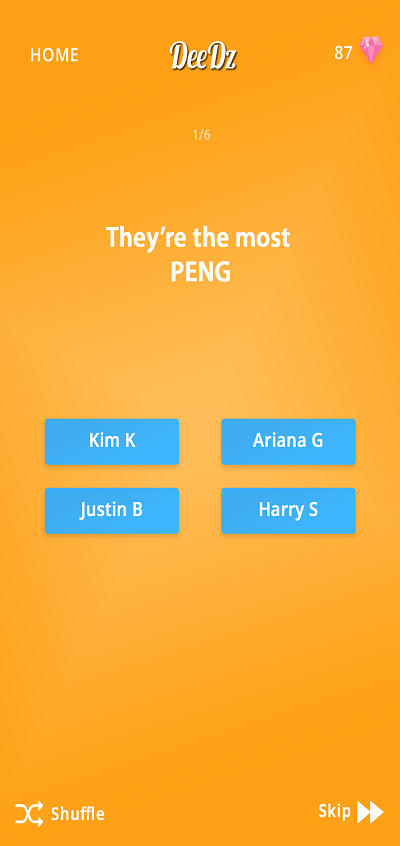 HOME
DeeDz
87
1/6
They're the most
PENG
Kim K
Ariana G
Justin B
Harry S
Shuffle
Skip